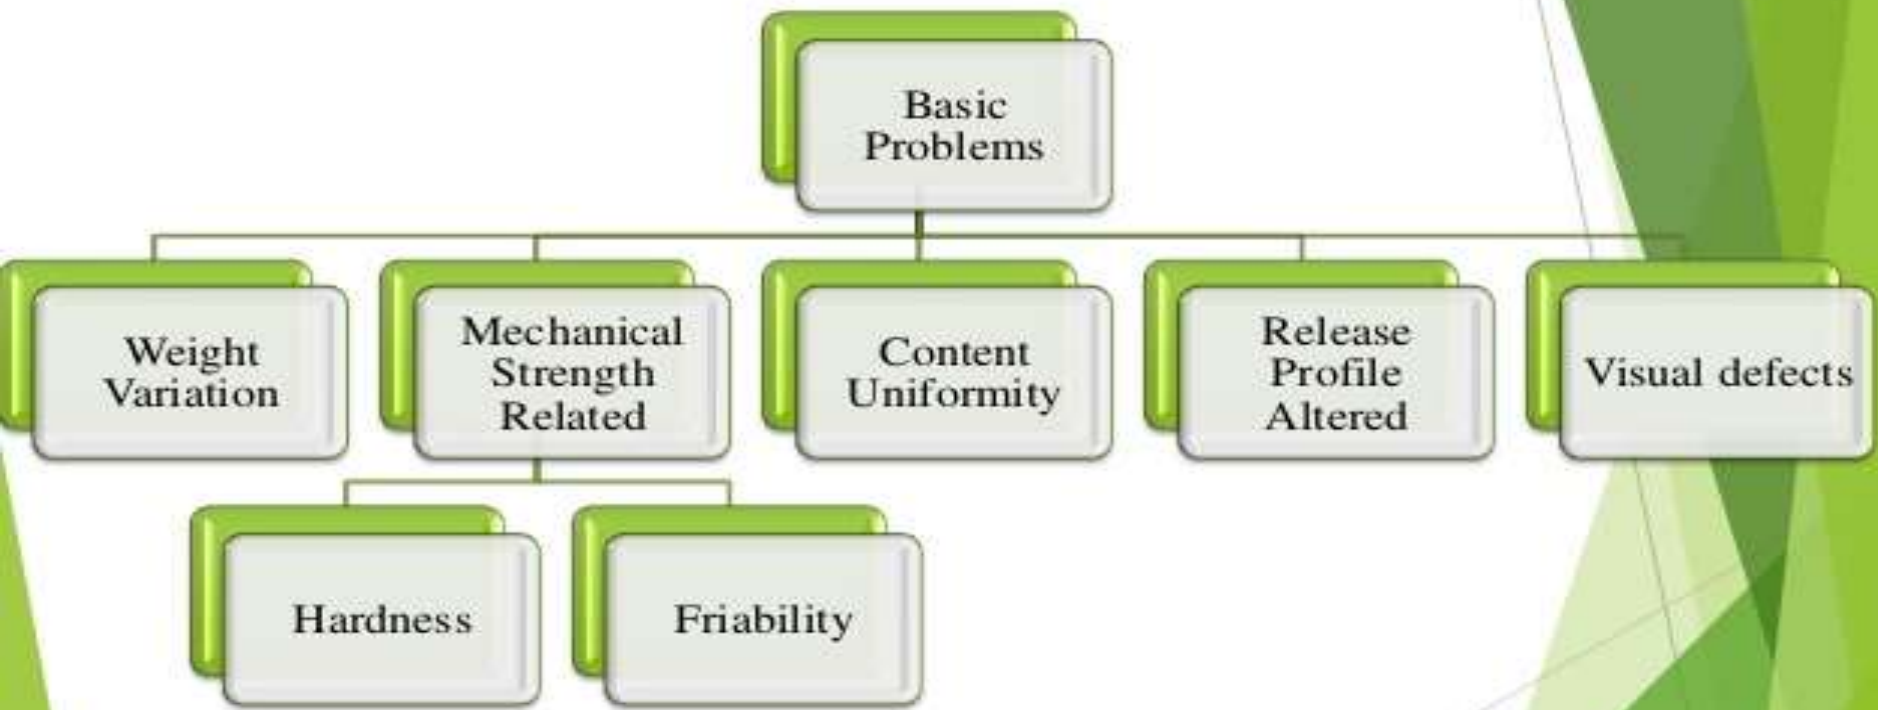 Basic
Problems
Weight
Variation
Mechanical
Strength
Related
Content
Uniformity
Release
Profile
Altered
Visual defects
Hardness
Friability